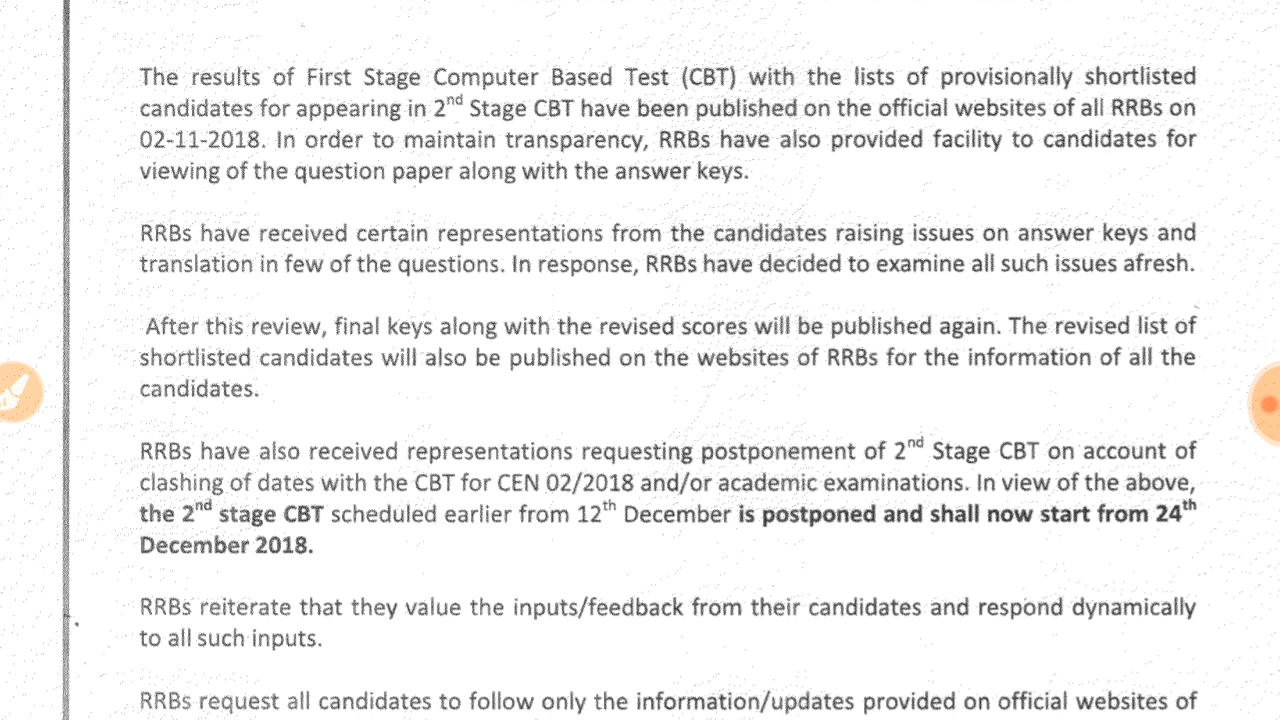 The results of First Stage Computer Based Test (CBT) with the lists of provisionally shortlisted
candidates for appearing in 2nd Stage CBT have been published on the official websites of all RRBs on
02-11-2018. In order to maintain transparency, RRBs have also provided facility to candidates for
viewing of the question paper along with the answer keys.
RRBs have received certain representations from the candidates raising issues on answer keys and
translation in few of the questions. In response, RRBs have decided to examine all such issues afresh.
After this review, final keys along with the revised scores will be published again. The revised list of
shortlisted candidates will also be published on the websites of RRBs for the information of all the
candidates.
RRBs have also received representations requesting postponement of 2nd Stage CBT on account of
clashing of dates with the CBT for CEN 02/2018 and/or academic examinations. In view of the above,
the 2nd stage CBT scheduled earlier from 12th December is postponed and shall now start from 24th
December 2018.
RRBs reiterate that they value the inputs/feedback from their candidates and respond dynamically
to all such inputs.
RRBs request all candidates to follow only the information/updates provided on official websites of